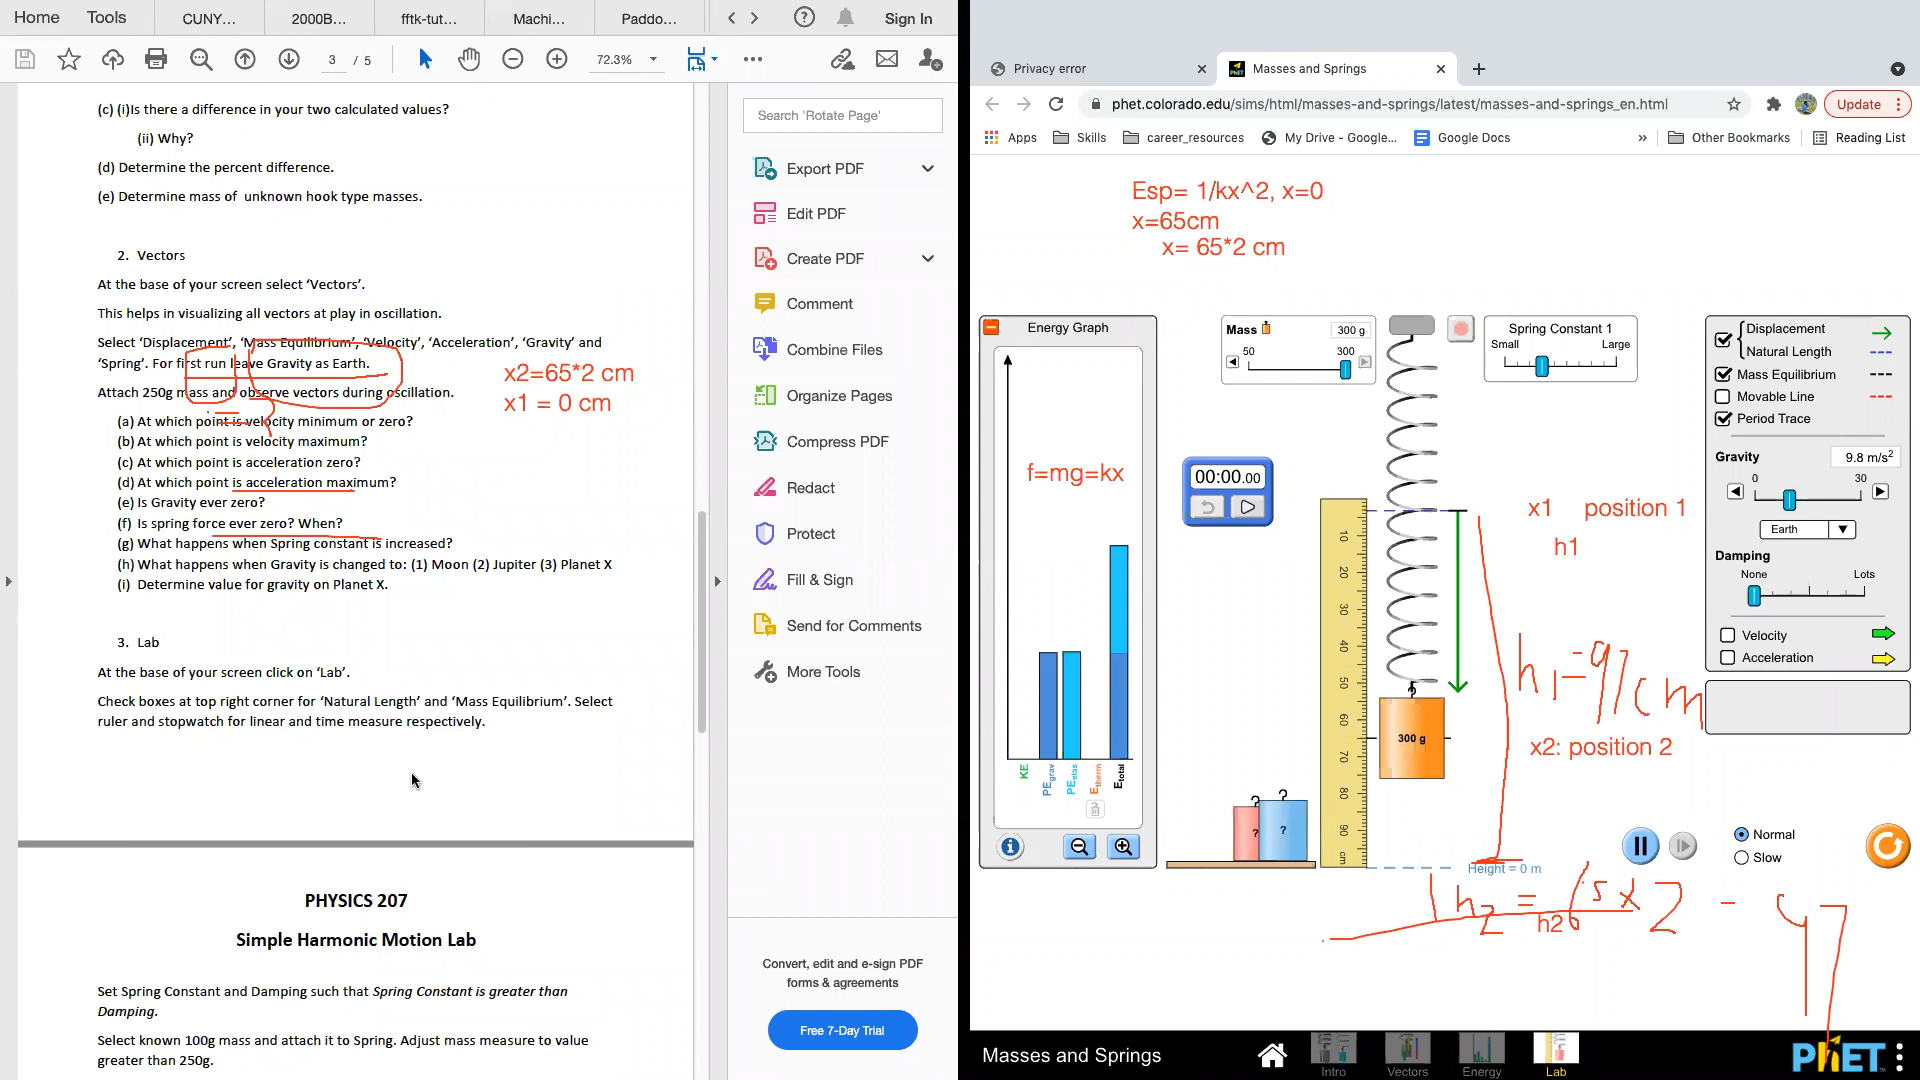 Home Tools CUNY... 2000B... fftk-tut... Machi... Paddo... Sign In
3 / 5 72.3%
(c) (i)Is there a difference in your two calculated values?
(ii) Why?
(d) Determine the percent difference.
(e) Determine mass of unknown hook type masses.
2. Vectors
At the base of your screen select ‘Vectors’.
This helps in visualizing all vectors at play in oscillation.
Select ‘Displacement’, ‘Mass Equilibrium’, ‘Velocity’, ‘Acceleration’, ‘Gravity’ and
‘Spring’. For first run leave Gravity as Earth.
Attach 250g mass and observe vectors during oscillation.
(a) At which point is velocity minimum or zero?
(b) At which point is velocity maximum?
(c) At which point is acceleration zero?
(d) At which point is acceleration maximum?
(e) Is Gravity ever zero?
(f) Is spring force ever zero? When?
(g) What happens when Spring constant is increased?
(h) What happens when Gravity is changed to: (1) Moon (2) Jupiter (3) Planet X
(i) Determine value for gravity on Planet X.
x2=65*2 cm
x1 = 0 cm
3. Lab
At the base of your screen click on ‘Lab’.
Check boxes at top right corner for ‘Natural Length’ and ‘Mass Equilibrium’. Select
ruler and stopwatch for linear and time measure respectively.
PHYSICS 207
Simple Harmonic Motion Lab
Set Spring Constant and Damping such that Spring Constant is greater than
Damping.
Select known 100g mass and attach it to Spring. Adjust mass measure to value
greater than 250g.
Search 'Rotate Page'
Export PDF
Edit PDF
Create PDF
Comment
Combine Files
Organize Pages
Compress PDF
Redact
Protect
Fill & Sign
Send for Comments
More Tools
Convert, edit and e-sign PDF
forms & agreements
Free 7-Day Trial
Privacy error
Masses and Springs
phet.colorado.edu/sims/html/masses-and-springs/latest/masses-and-springs_en.html
Update
Apps Skills career_resources My Drive - Google... Google Docs » Other Bookmarks Reading List
Esp= 1/kx^2, x=0
x=65cm
x= 65*2 cm
Energy Graph
f=mg=kx
KE
PEgrav
PEelas
Etherm
Etotal
Mass 300 g
50 300
Spring Constant 1
Small Large
00:00.00
10
20
30
40
50
60
70
80
90
cm
300 g
?
?
Height = 0 m
x1 position 1
h1
x2: position 2
h2
Displacement
Natural Length
Mass Equilibrium
Movable Line
Period Trace
Gravity 9.8 m/s²
0 30
Earth
Damping
None Lots
Velocity
Acceleration
Normal
Slow
Masses and Springs
Intro
Vectors
Energy
Lab
PhET